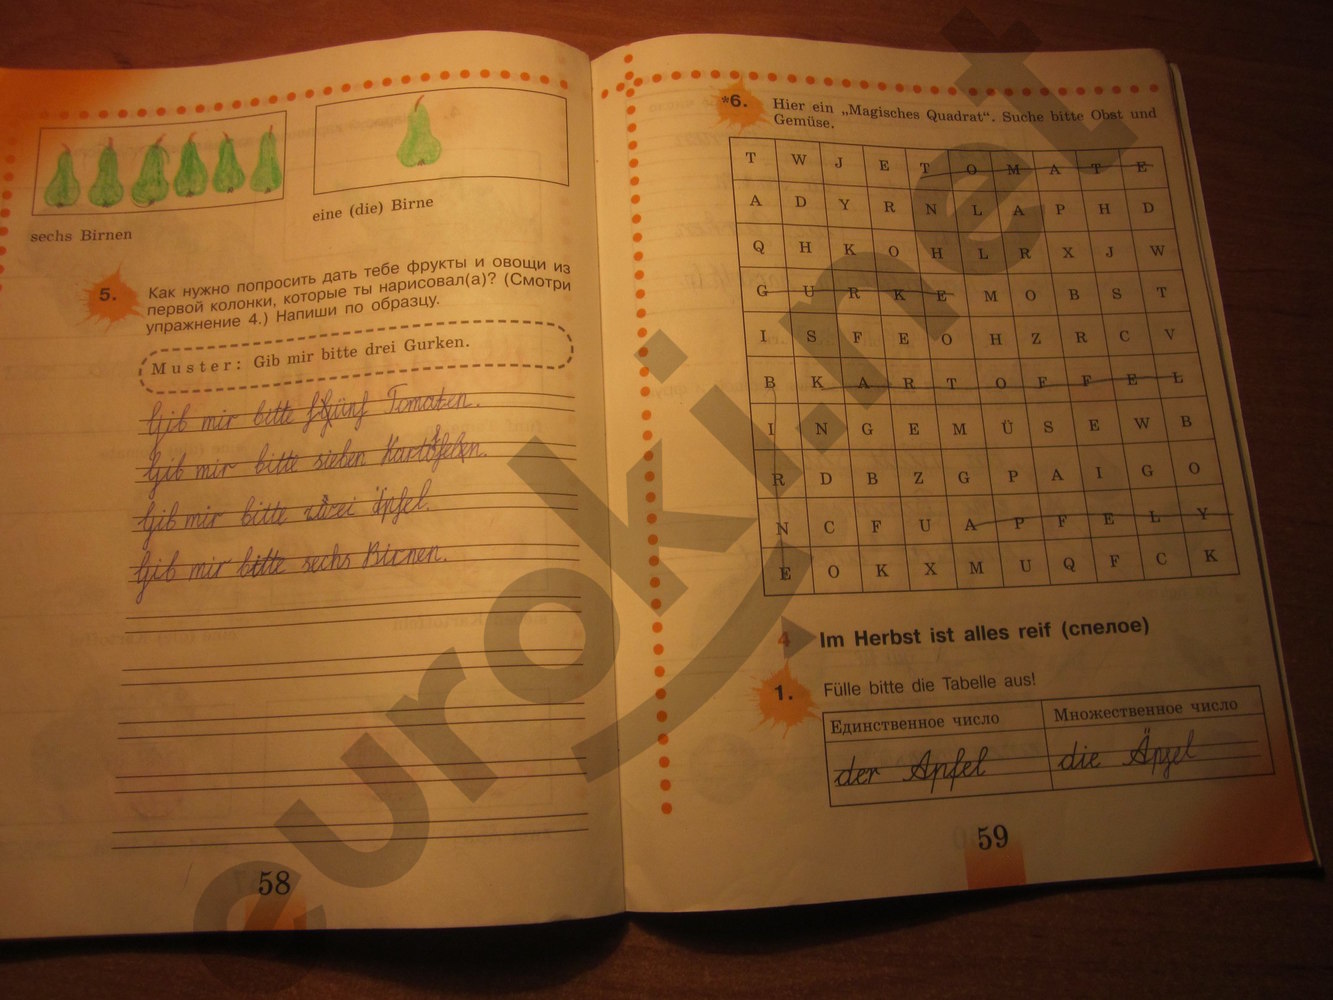 sechs Birnen
eine (die) Birne
5. Как нужно попросить дать тебе фрукты и овощи из
первой колонки, которые ты нарисовал(а)? (Смотри
упражнение 4.) Напиши по образцу.
Muster: Gib mir bitte drei Gurken.
Gib mir bitte fünf Tomaten.
Gib mir bitte sieben
Gib mir bitte zwei Äpfel.
Gib mir bitte sechs Birnen.
58
*6. Hier ein „Magisches Quadrat“. Suche bitte Obst und
Gemüse.
T W J E T O M A T E
A D Y R N L A P H D
Q H K O H L R X J W
G U R K E M O B S T
I S F E O H Z R C V
B K A R T O F F E L
I N G E M Ü S E W B
R D B Z G P A I G O
N C F U A P F E L Y
E O K X M U Q F C K
4 Im Herbst ist alles reif (спелое)
1. Fülle bitte die Tabelle aus!
Единственное число Множественное число
der Apfel die Äpfel
59
euroki.net